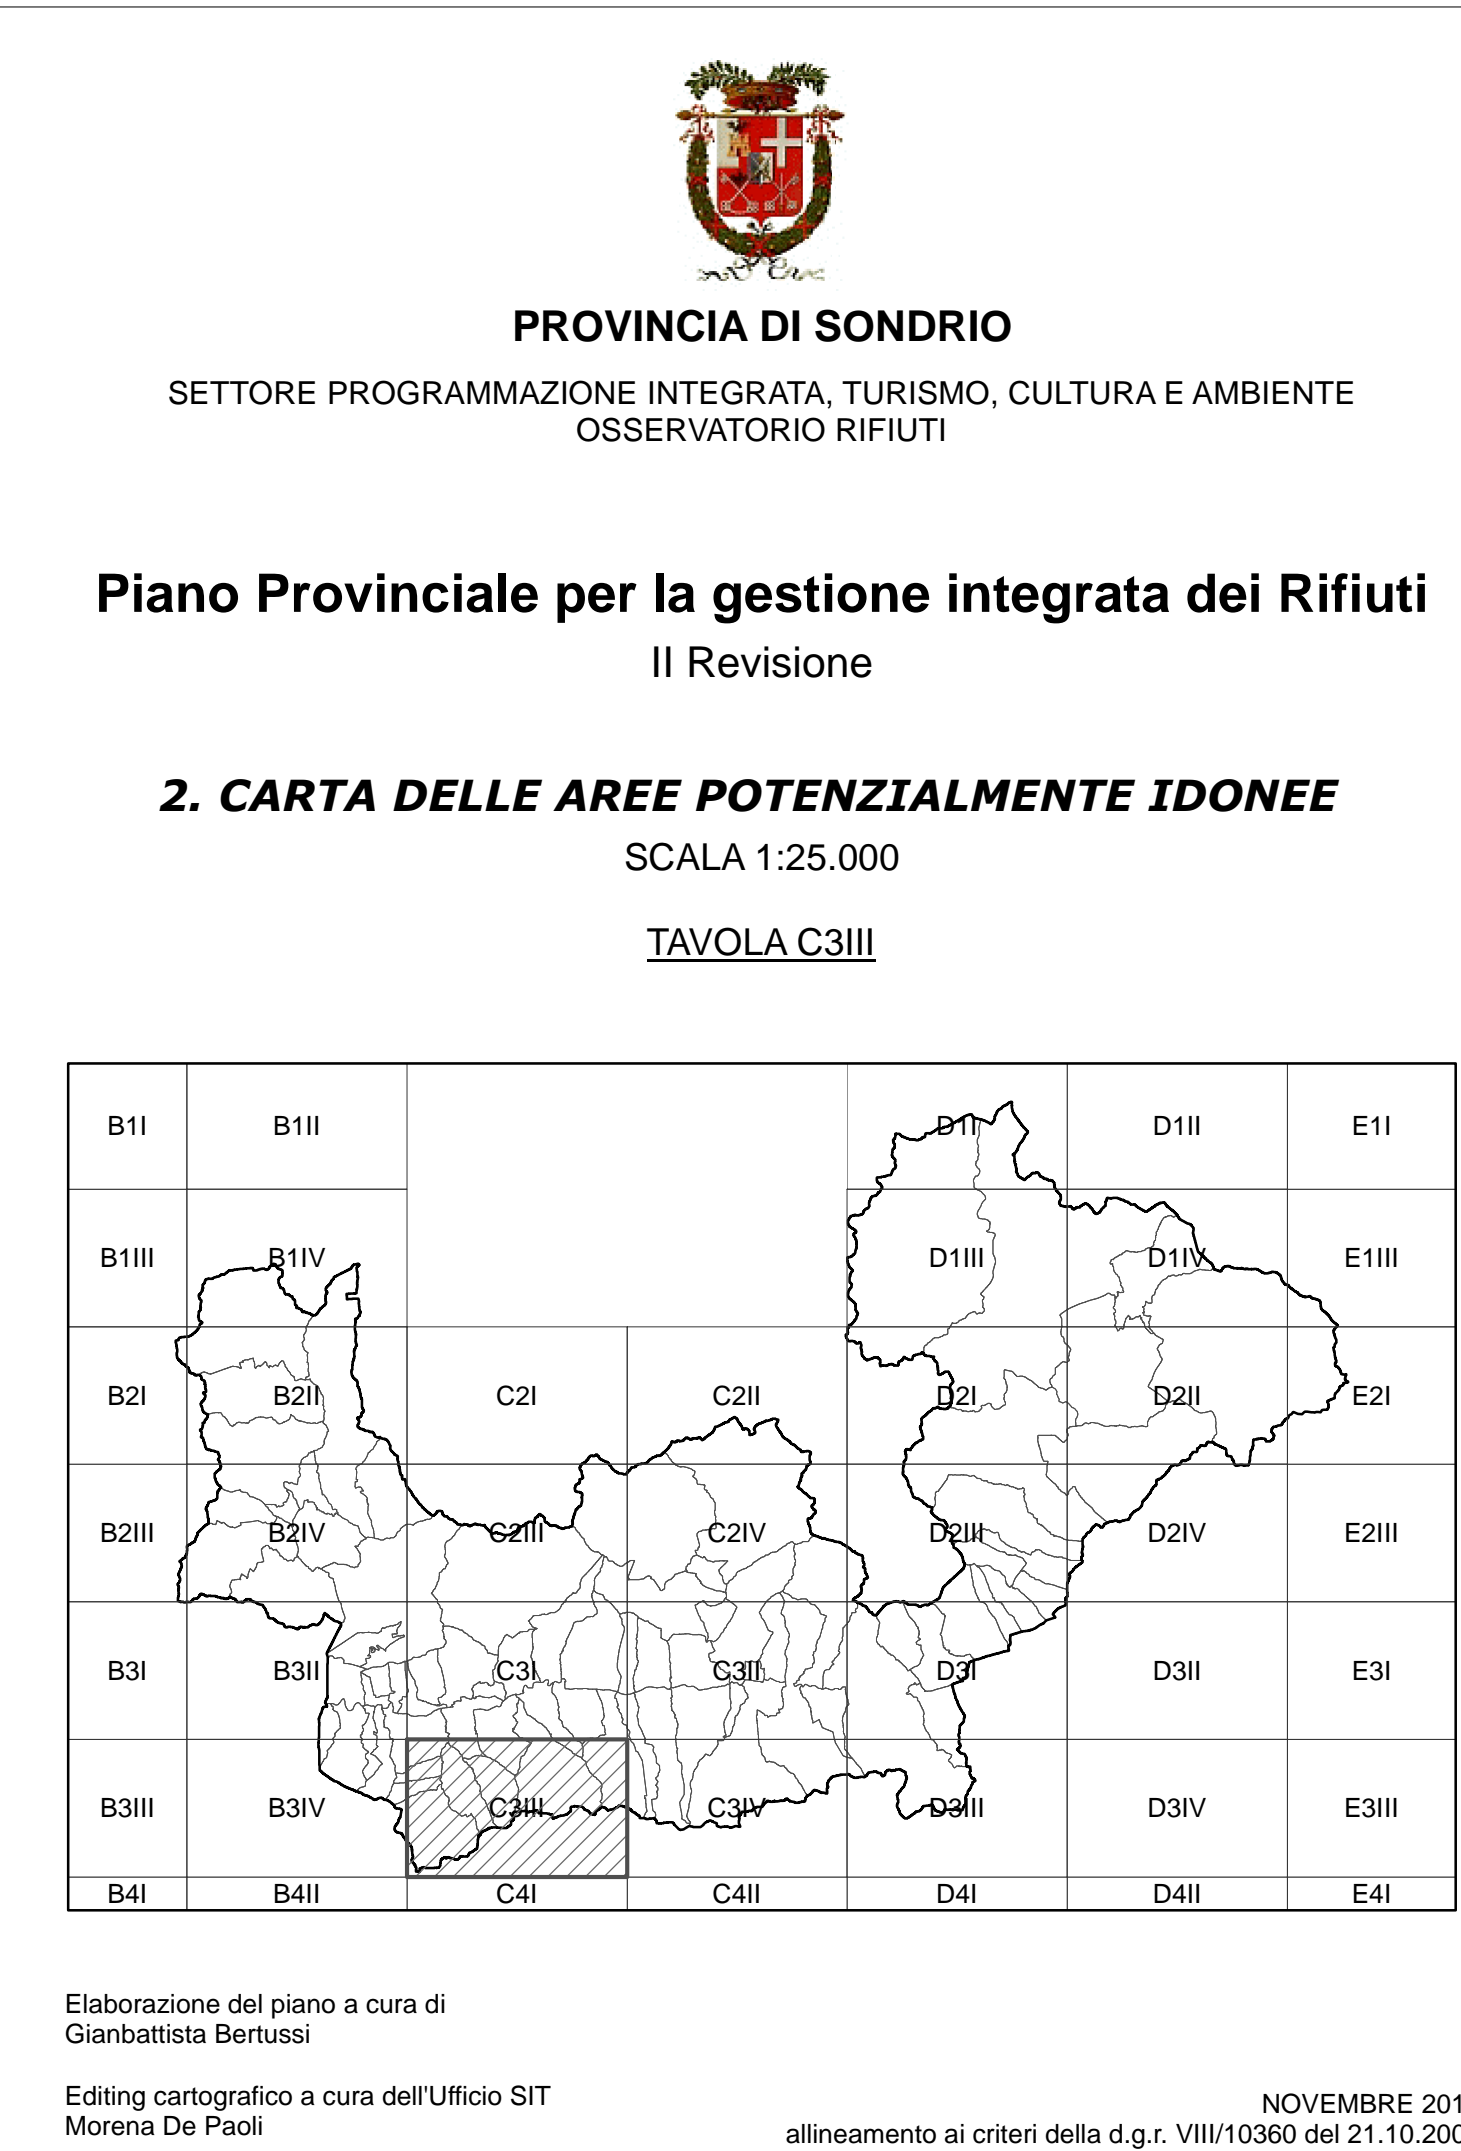 PROVINCIA DI SONDRIO
SETTORE PROGRAMMAZIONE INTEGRATA, TURISMO, CULTURA E AMBIENTE
OSSERVATORIO RIFIUTI
Piano Provinciale per la gestione integrata dei Rifiuti
II Revisione
2. CARTA DELLE AREE POTENZIALMENTE IDONEE
SCALA 1:25.000
TAVOLA C3III
B1I B1II D1I D1II E1I
B1III B1IV D1III D1IV E1III
B2I B2II C2I C2II D2I D2II E2I
B2III B2IV C2III C2IV D2III D2IV E2III
B3I B3II C3I C3II D3I D3II E3I
B3III B3IV C3III C3IV D3III D3IV E3III
B4I B4II C4I C4II D4I D4II E4I
Elaborazione del piano a cura di
Gianbattista Bertussi
Editing cartografico a cura dell'Ufficio SIT
Morena De Paoli
NOVEMBRE 201
allineamento ai criteri della d.g.r. VIII/10360 del 21.10.200